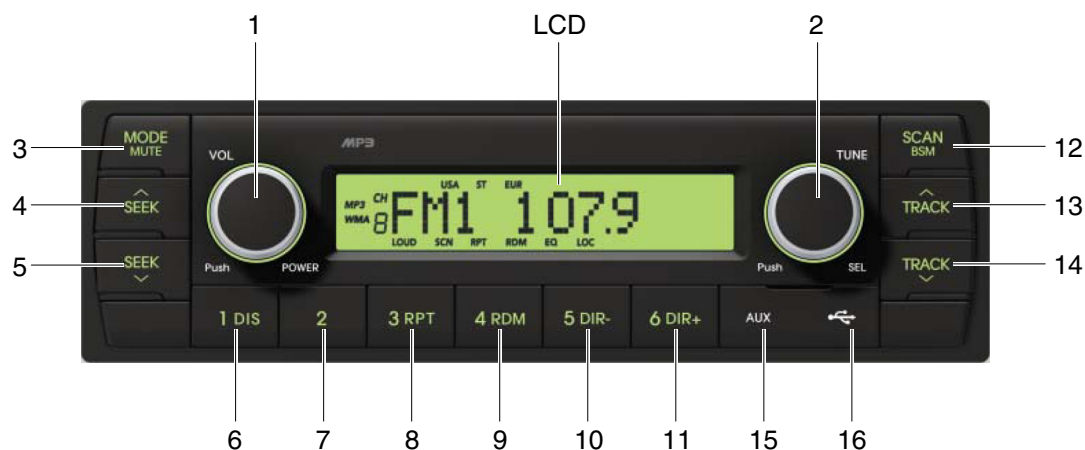 1 LCD 2
3 MODE MUTE VOL MP3 TUNE SCAN BSM 12
4 SEEK USA ST EUR TRACK 13
MP3 CH
WMA 8 FM1 107.9
LOUD SCN RPT RDM EQ LOC
5 SEEK Push POWER Push SEL TRACK 14
1 DIS 2 3 RPT 4 RDM 5 DIR- 6 DIR+ AUX
6 7 8 9 10 11 15 16